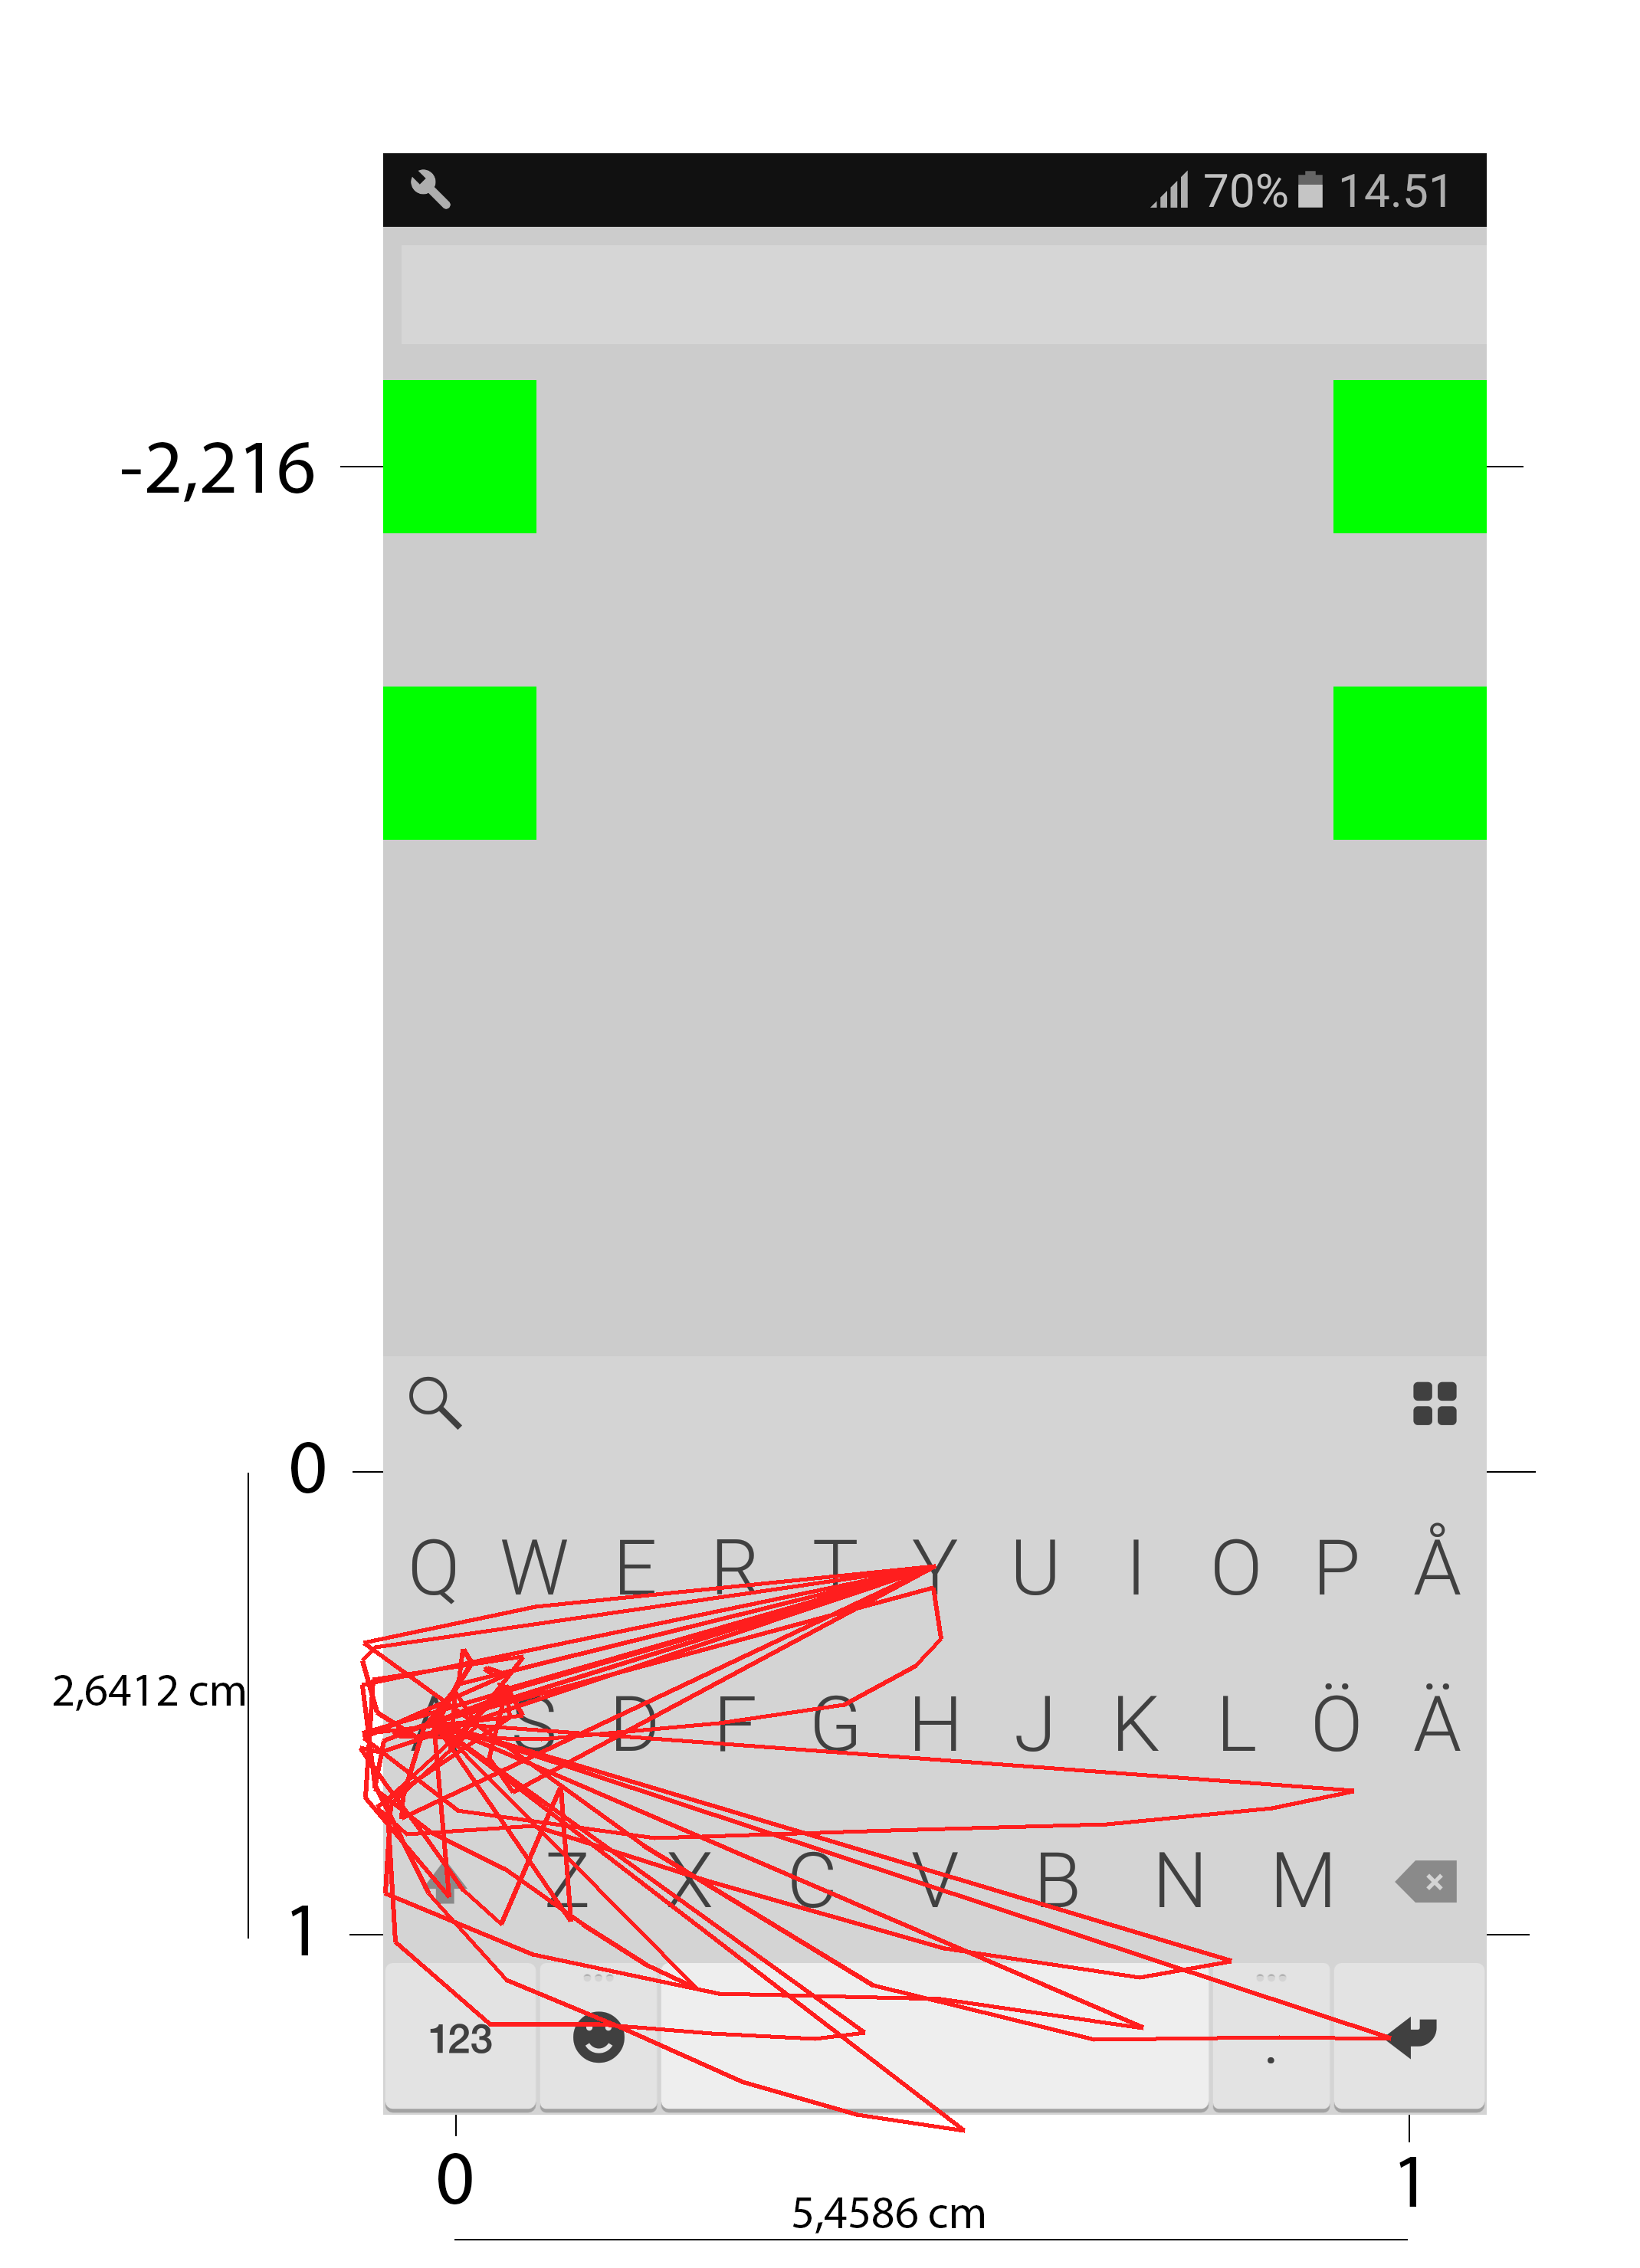 70% 14.51
-2,216
0
Q W E R T Y U I O P Å
2,6412 cm
A S D F G H J K L Ö Ä
Z X C V B N M
1
123 .
0 1
5,4586 cm